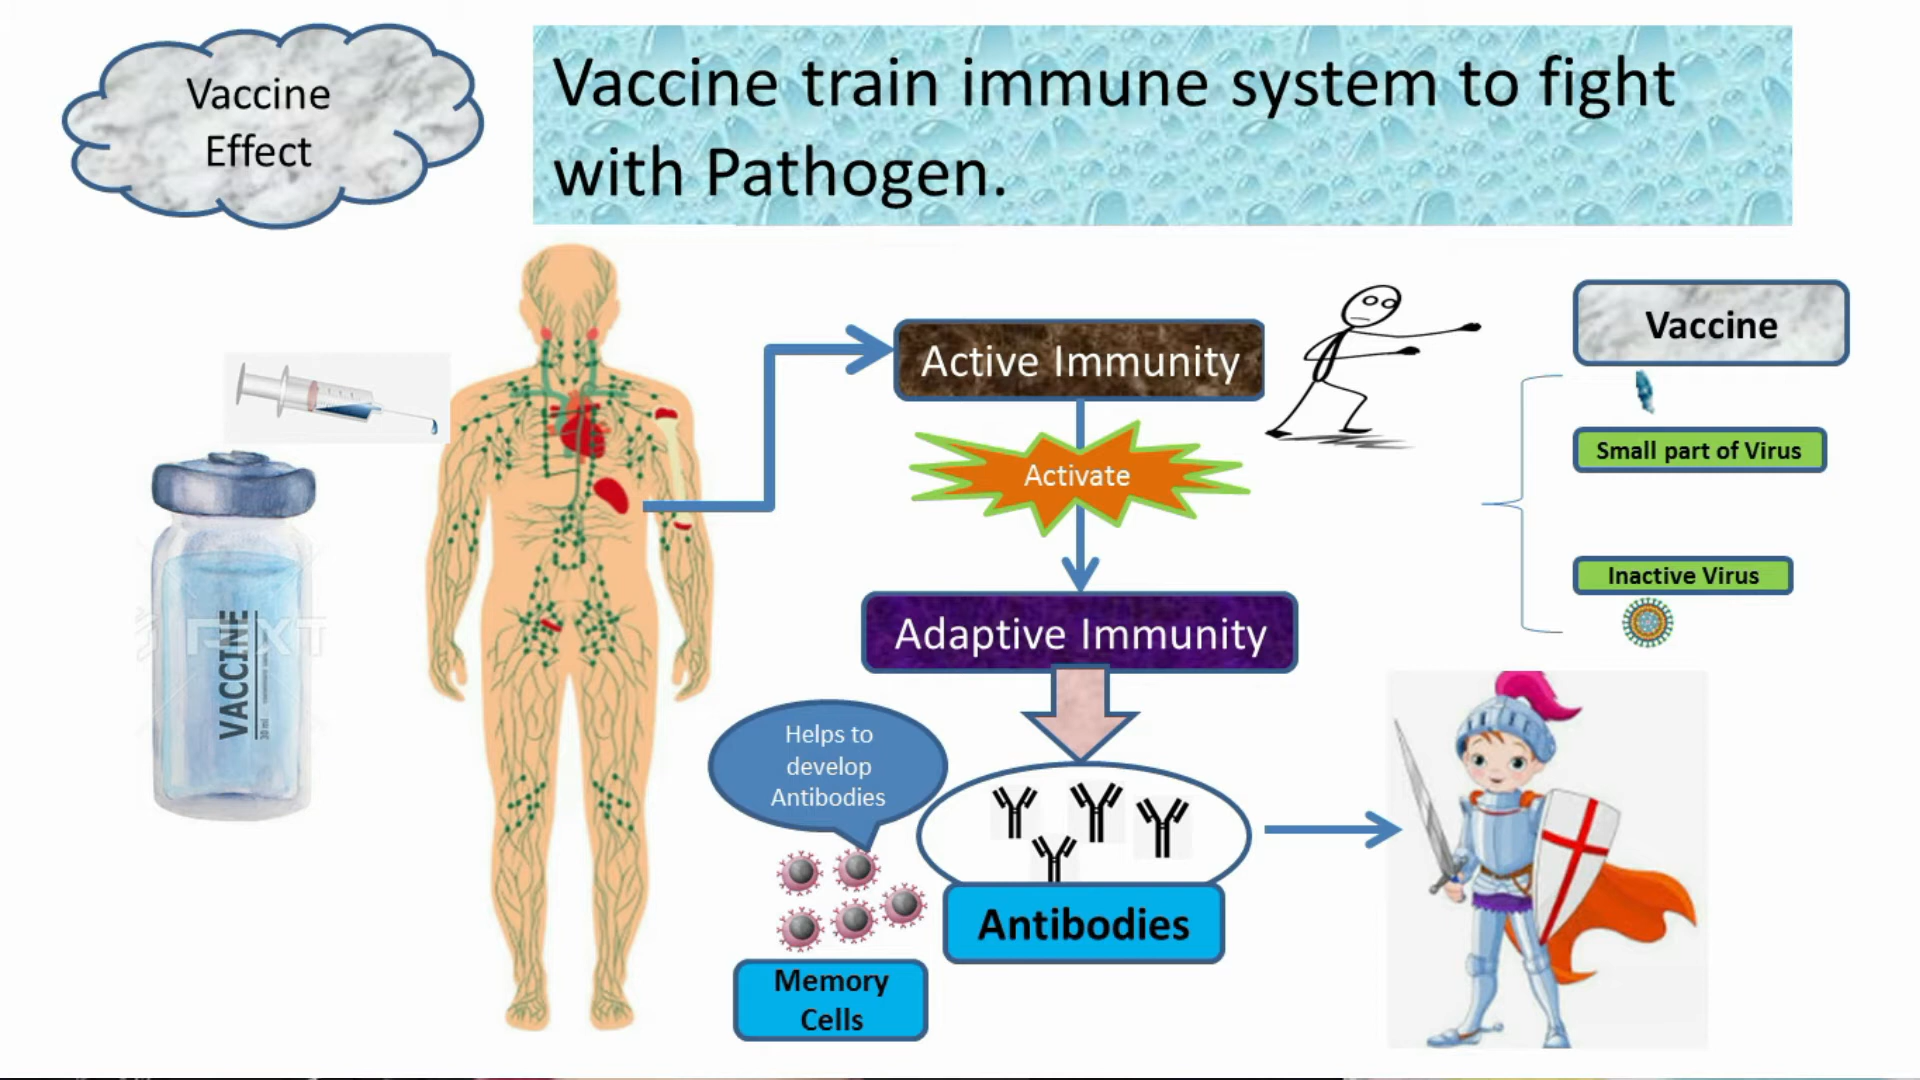 Vaccine
Effect
Vaccine train immune system to fight
with Pathogen.
Active Immunity
Vaccine
Activate
Small part of Virus
Inactive Virus
VACCINE
Adaptive Immunity
Helps to
develop
Antibodies
Antibodies
Memory
Cells